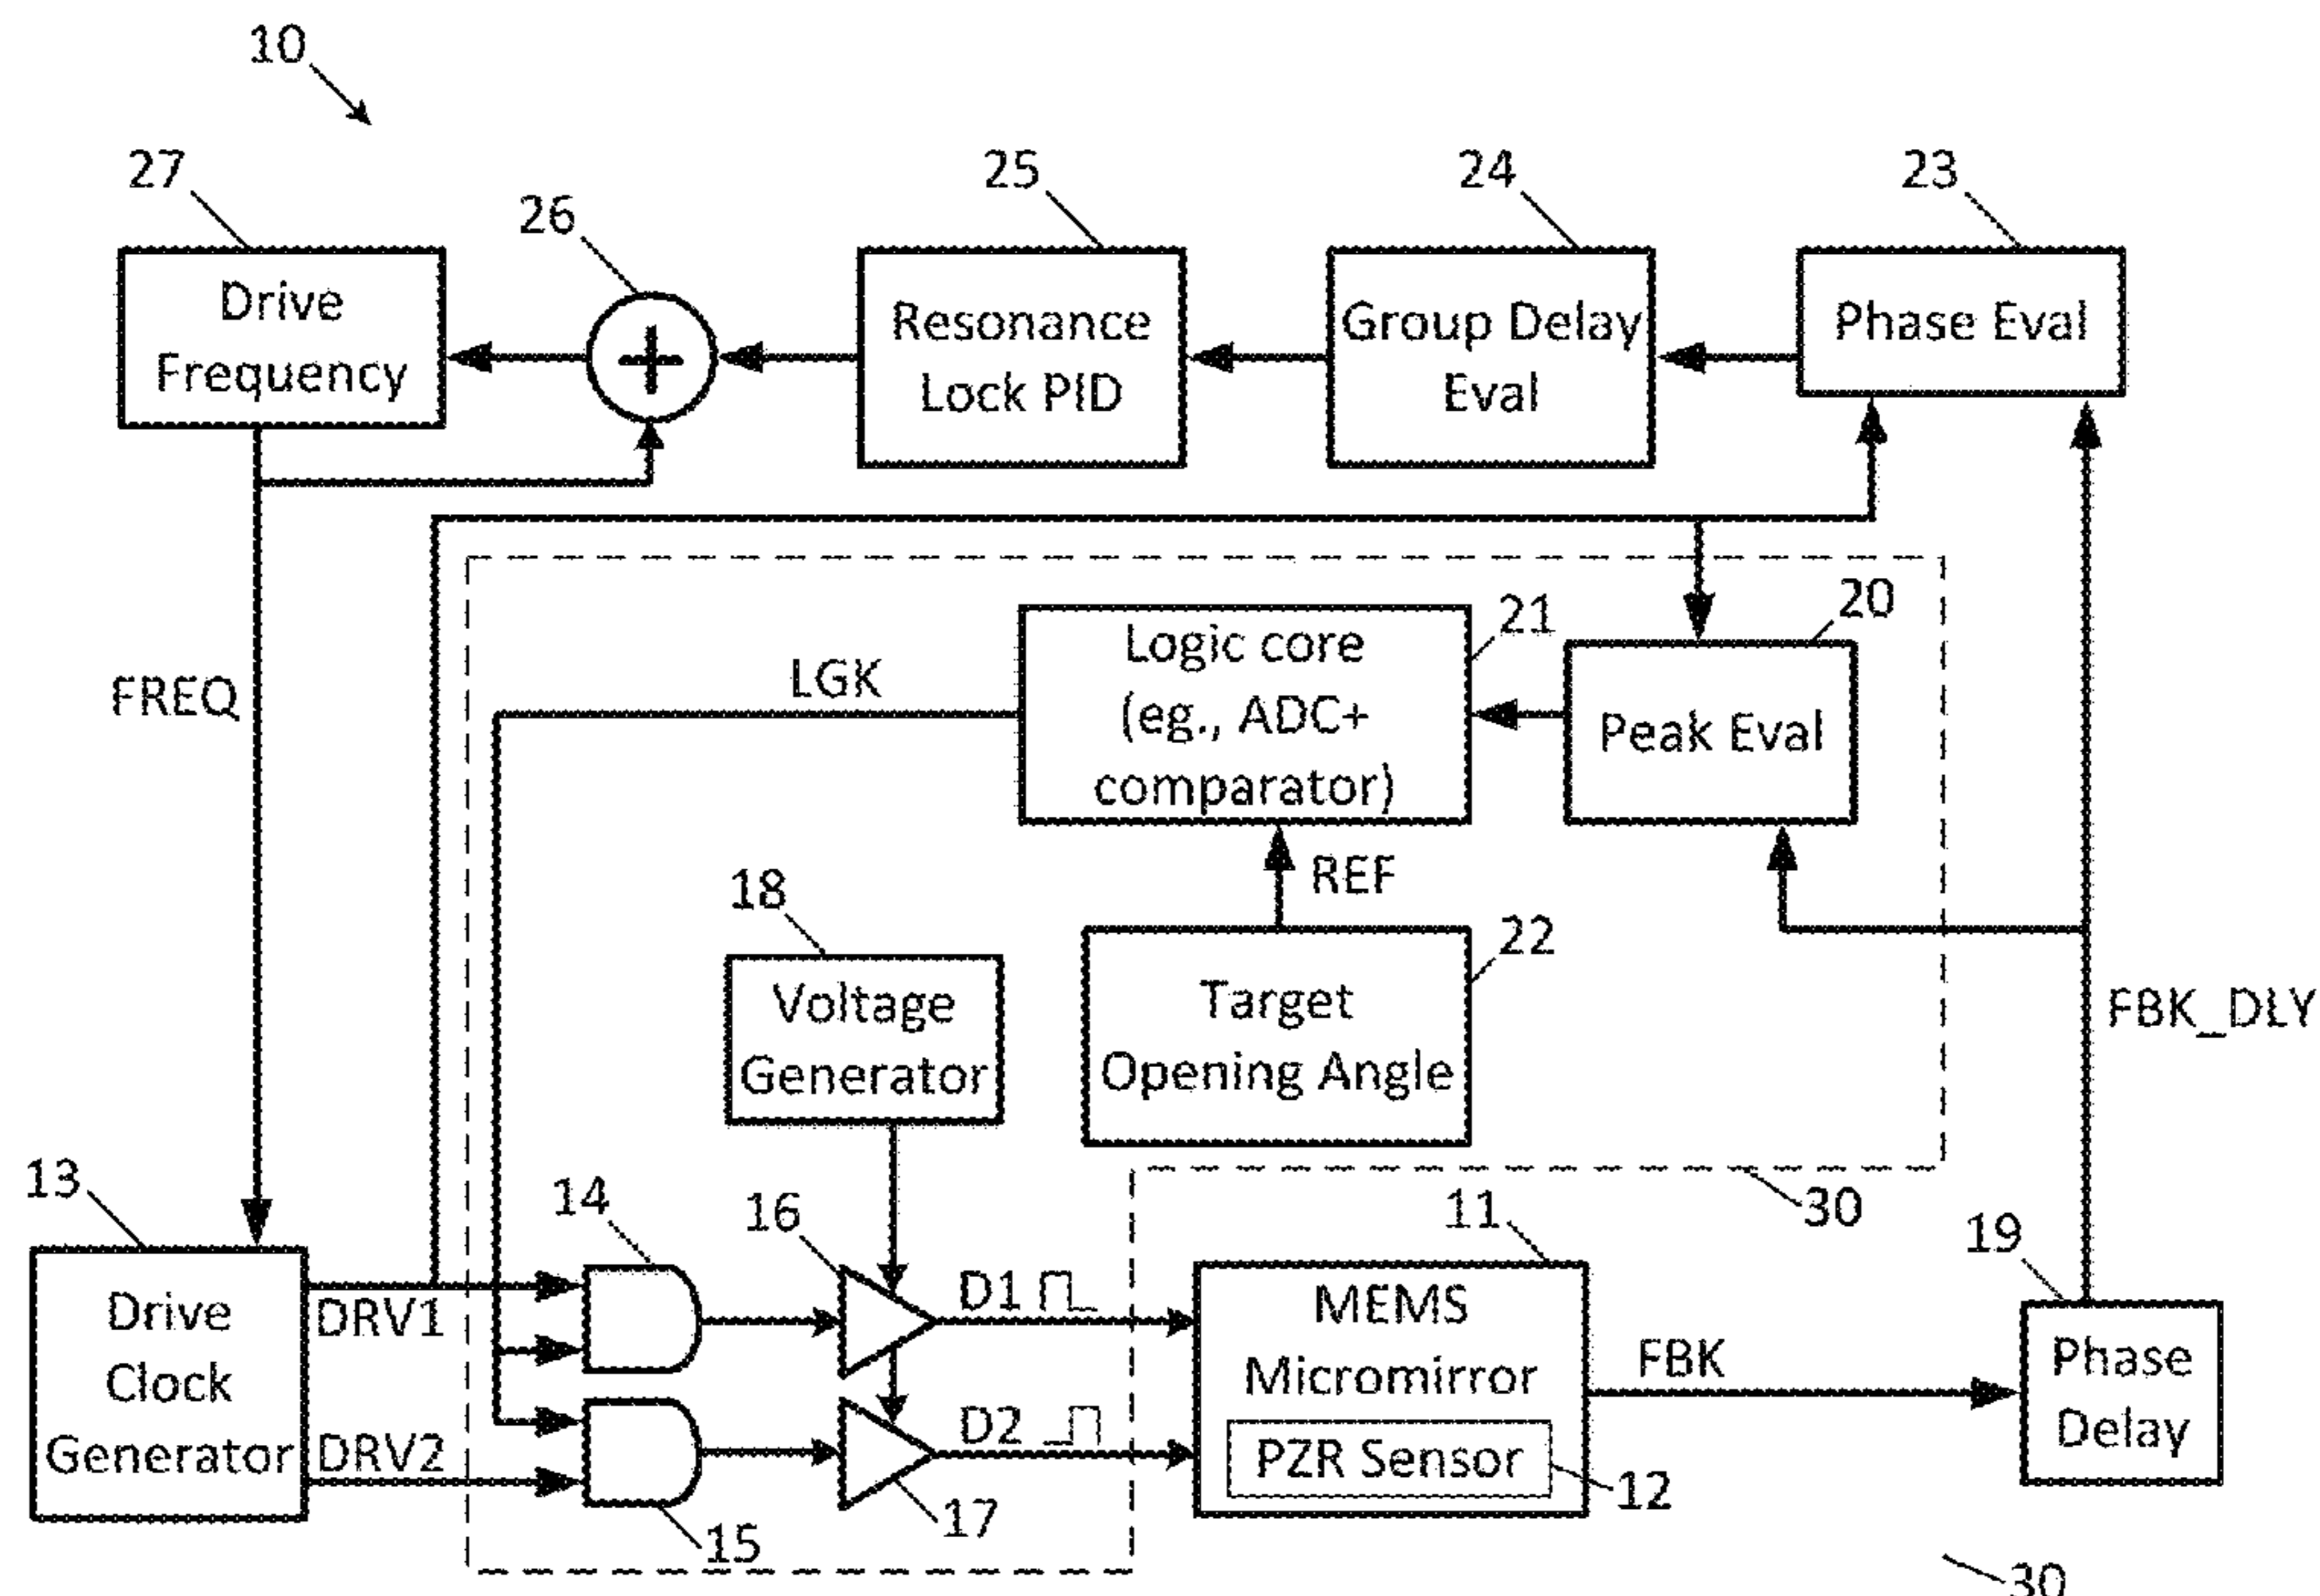 10
27
26
25
24
23
Drive
Frequency
+
Resonance
Lock PID
Group Delay
Eval
Phase Eval
FREQ
LGK
Logic core
(eg., ADC+
comparator)
21
20
Peak Eval
REF
18
Voltage
Generator
22
Target
Opening Angle
FBK_DLY
13
Drive
Clock
Generator
DRV1
DRV2
14
15
16
17
D1
D2
30
11
MEMS
Micromirror
PZR Sensor
12
FBK
19
Phase
Delay
30